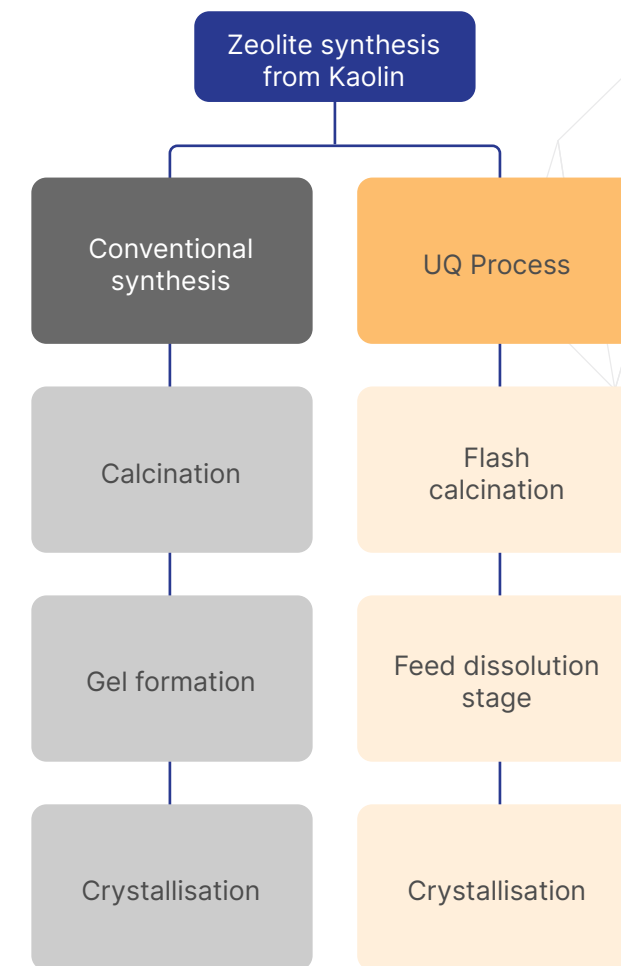 Zeolite synthesis
from Kaolin
Conventional
synthesis
UQ Process
Calcination
Flash
calcination
Gel formation
Feed dissolution
stage
Crystallisation
Crystallisation